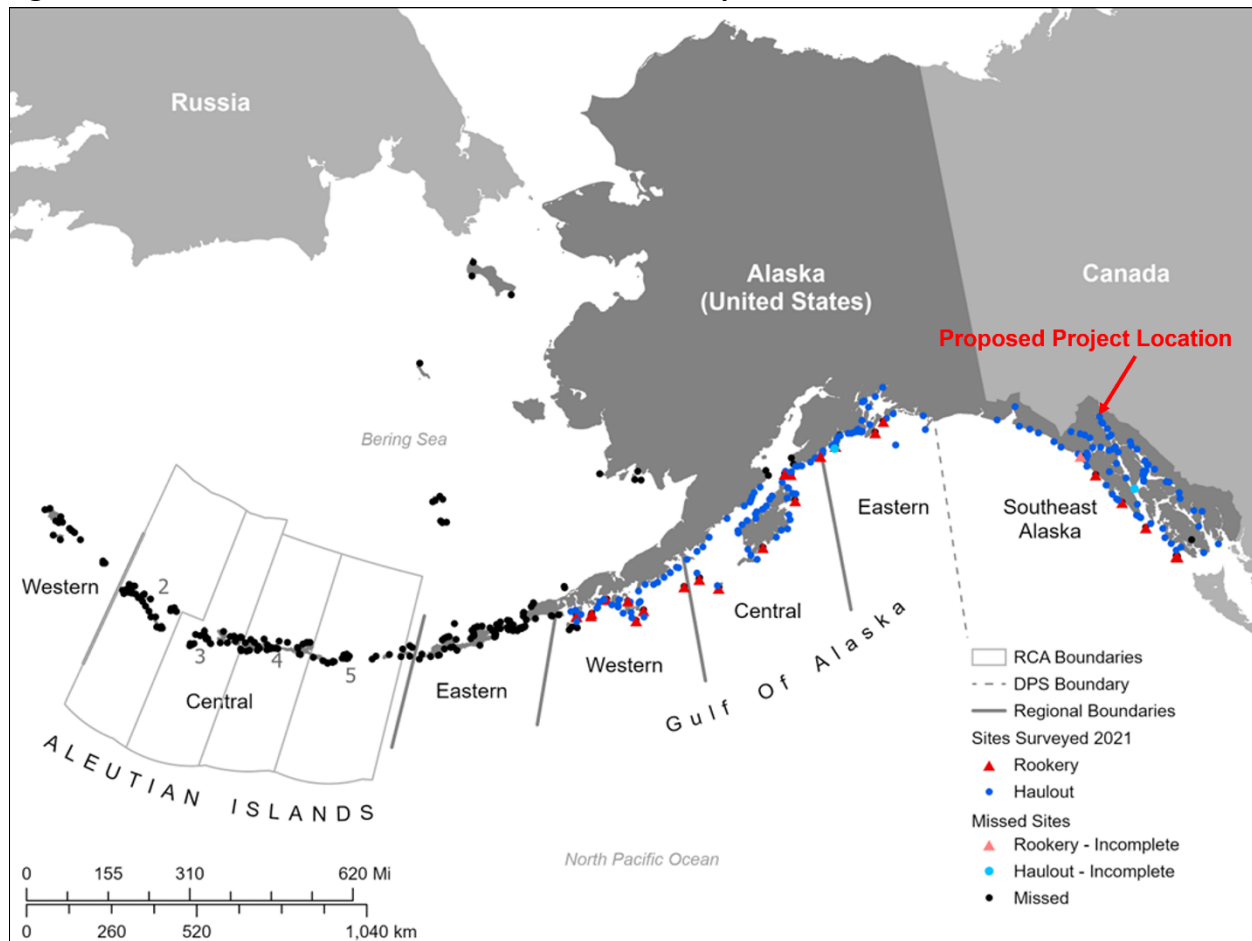 Russia
Alaska
(United States)
Canada
Proposed Project Location
Bering Sea
Western
2
3
4
5
Central
Eastern
Western
Central
Eastern
Southeast
Alaska
Gulf Of Alaska
ALEUTIAN ISLANDS
North Pacific Ocean
RCA Boundaries
DPS Boundary
Regional Boundaries
Sites Surveyed 2021
Rookery
Haulout
Missed Sites
Rookery - Incomplete
Haulout - Incomplete
Missed
0 155 310 620 Mi
0 260 520 1,040 km